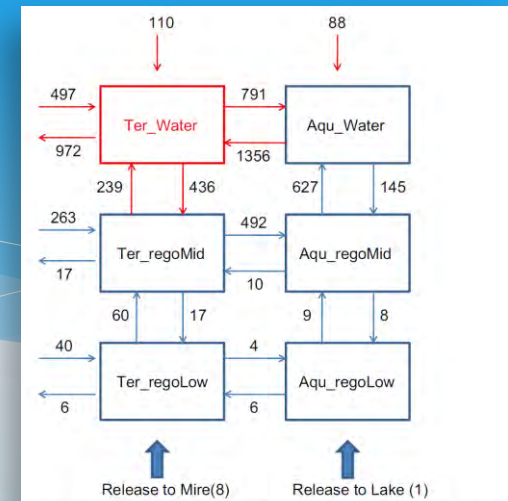 110 88
497 791
Ter_Water Aqu_Water
972 1356
239 436 627 145
263 492
Ter_regoMid Aqu_regoMid
17 10
60 17 9 8
40 4
Ter_regoLow Aqu_regoLow
6 6
Release to Mire(8) Release to Lake (1)